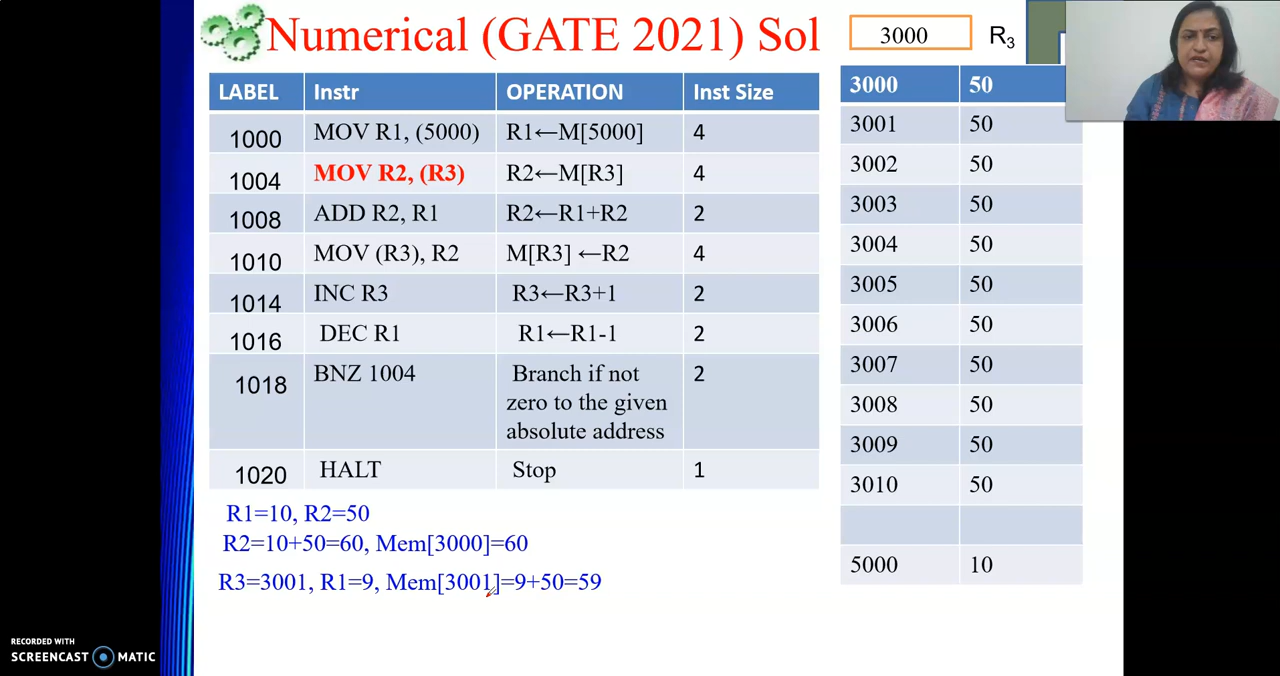 Numerical (GATE 2021) Sol
3000 R3
LABEL Instr OPERATION Inst Size
1000 MOV R1, (5000) R1←M[5000] 4
1004 MOV R2, (R3) R2←M[R3] 4
1008 ADD R2, R1 R2←R1+R2 2
1010 MOV (R3), R2 M[R3] ←R2 4
1014 INC R3 R3←R3+1 2
1016 DEC R1 R1←R1-1 2
1018 BNZ 1004 Branch if not 2
zero to the given
absolute address
1020 HALT Stop 1
3000 50
3001 50
3002 50
3003 50
3004 50
3005 50
3006 50
3007 50
3008 50
3009 50
3010 50
5000 10
R1=10, R2=50
R2=10+50=60, Mem[3000]=60
R3=3001, R1=9, Mem[3001]=9+50=59
RECORDED WITH
SCREENCAST MATIC